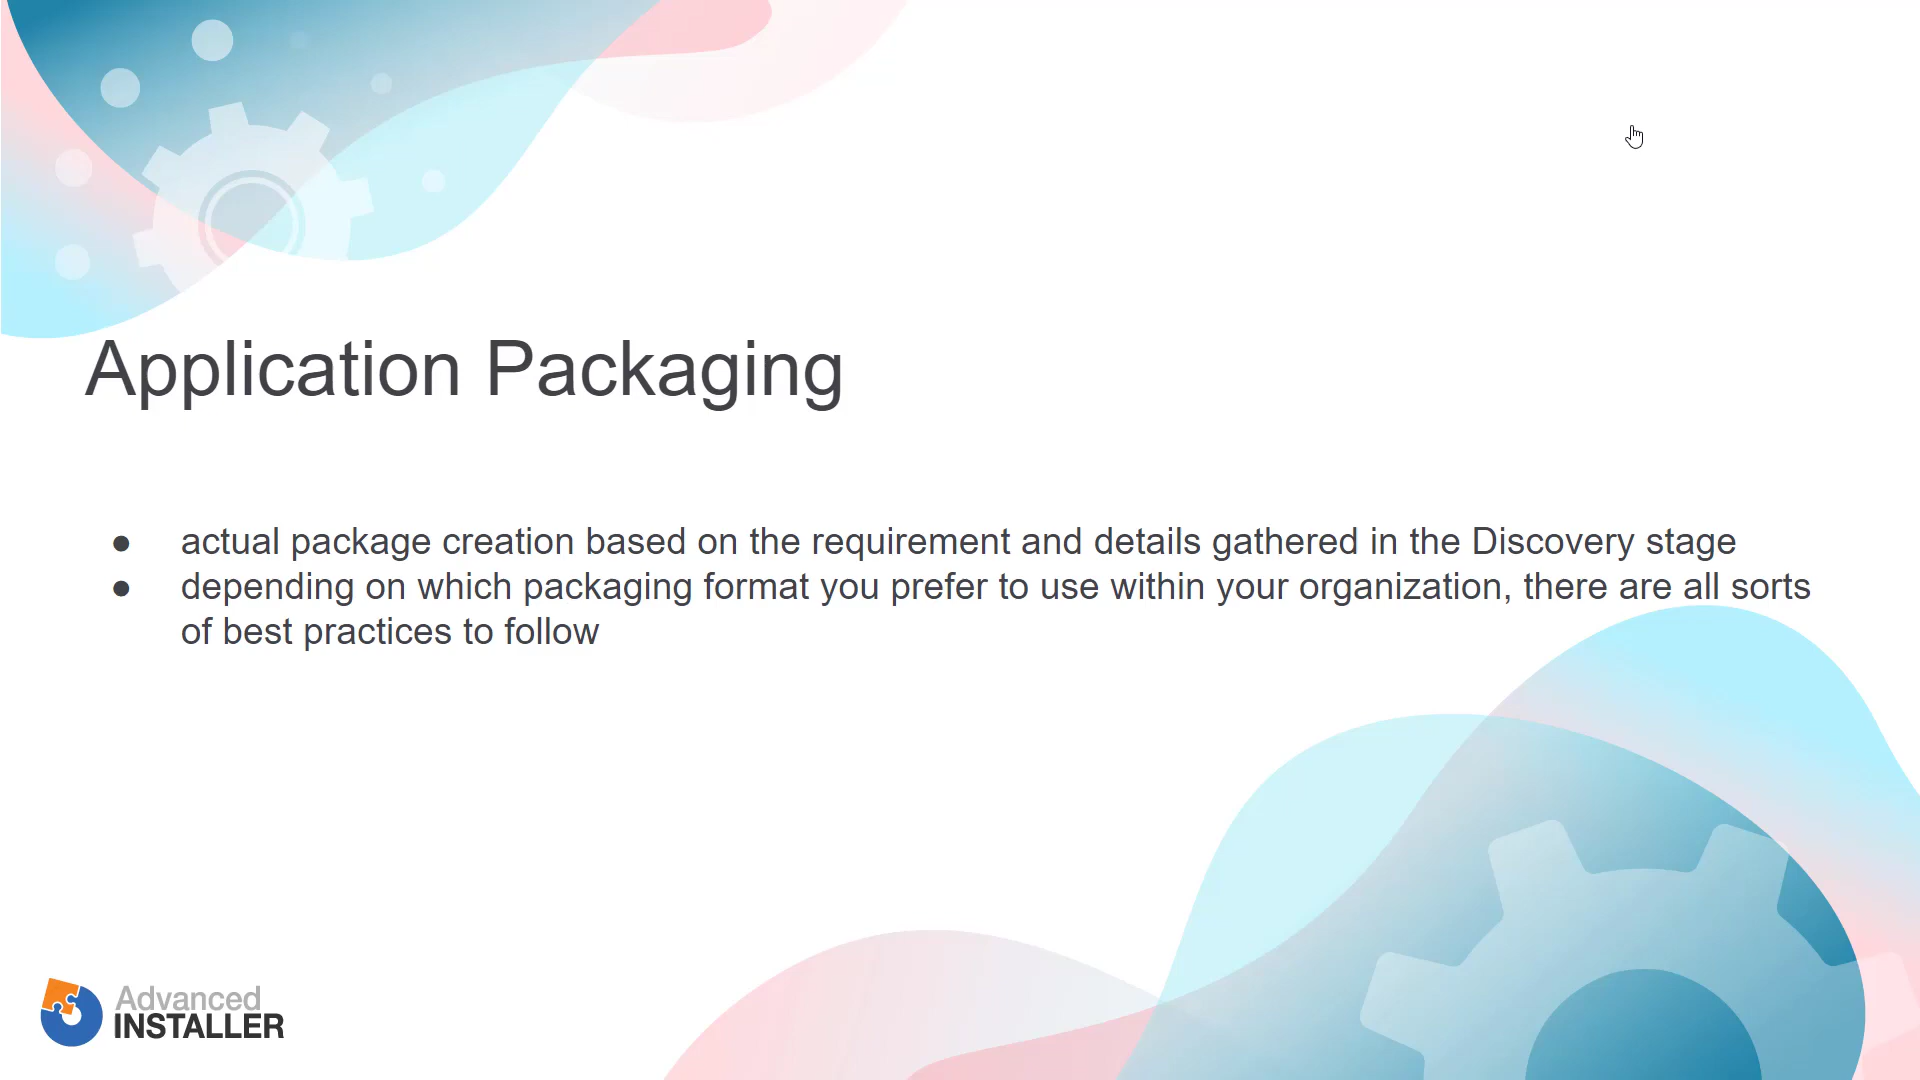 Application Packaging
● actual package creation based on the requirement and details gathered in the Discovery stage
● depending on which packaging format you prefer to use within your organization, there are all sorts
of best practices to follow
Advanced
INSTALLER